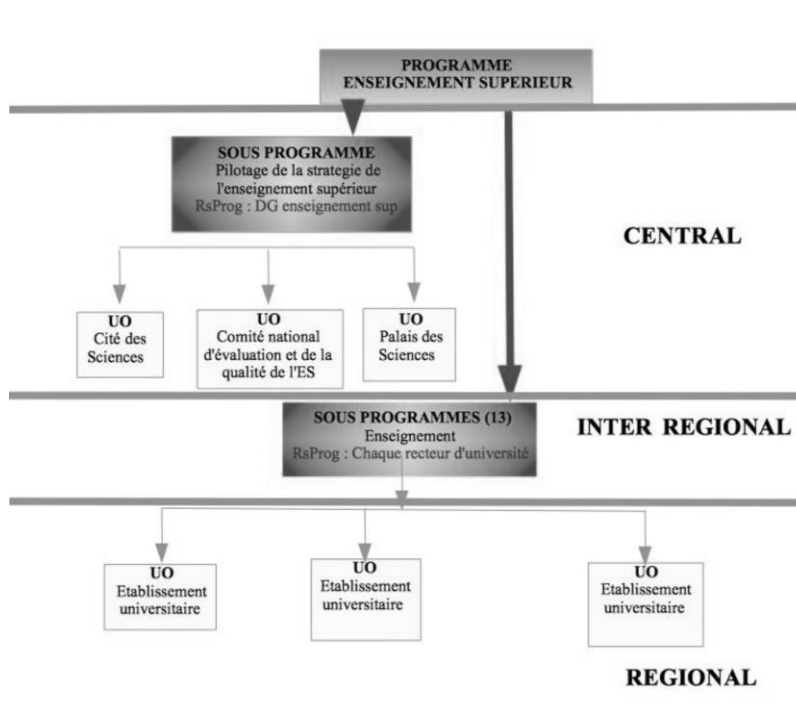 PROGRAMME
ENSEIGNEMENT SUPERIEUR
SOUS PROGRAMME
Pilotage de la strategie de
l'enseignement supérieur
RsProg : DG enseignement sup
CENTRAL
UO
Cité des
Sciences
UO
Comité national
d'évaluation et de la
qualité de l'ES
UO
Palais des
Sciences
SOUS PROGRAMMES (13)
Enseignement
RsProg : Chaque recteur d'université
INTER REGIONAL
UO
Etablissement
universitaire
UO
Etablissement
universitaire
UO
Etablissement
universitaire
REGIONAL